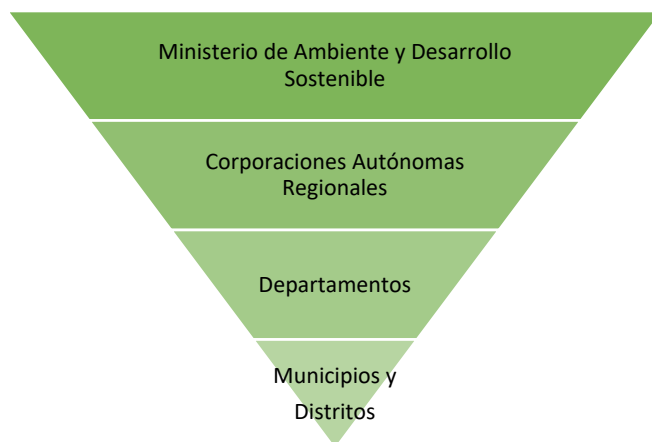 Ministerio de Ambiente y Desarrollo
Sostenible
Corporaciones Autónomas
Regionales
Departamentos
Municipios y
Distritos